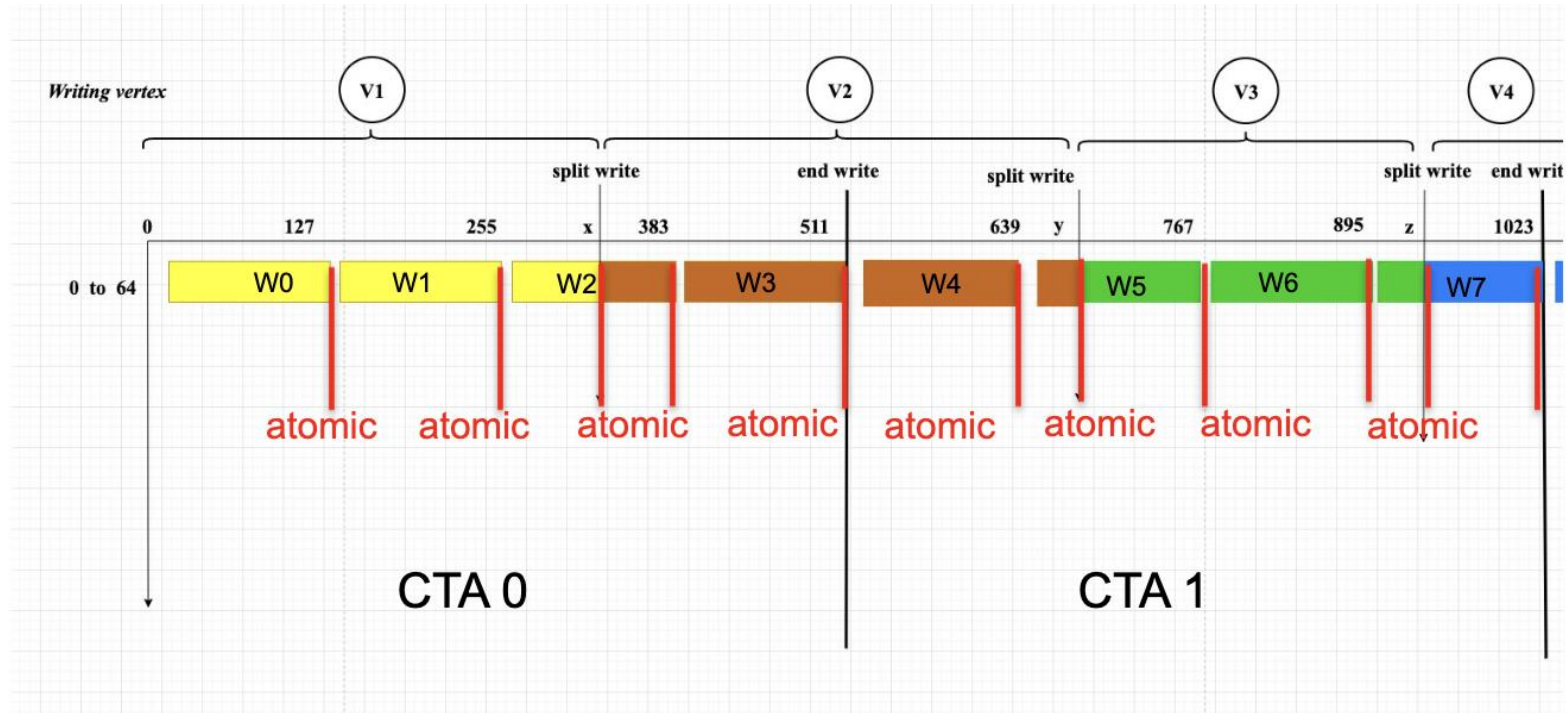 Writing vertex
V1
V2
V3
V4
split write
end write
split write
split write
end writ
0
127
255
x
383
511
639
y
767
895
z
1023
0 to 64
W0
W1
W2
W3
W4
W5
W6
W7
atomic
atomic
atomic
atomic
atomic
atomic
atomic
atomic
CTA 0
CTA 1